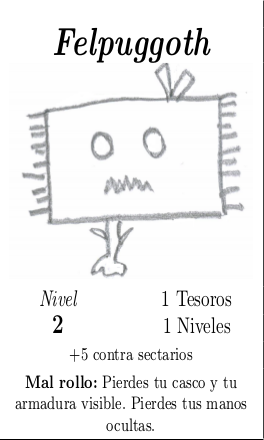 Felpuggoth
Nivel 1 Tesoros
2 1 Niveles
+5 contra sectarios
Mal rollo: Pierdes tu casco y tu
armadura visible. Pierdes tus manos
ocultas.